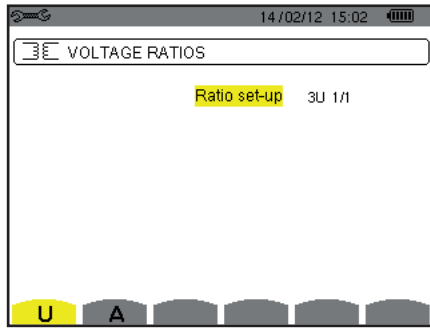 14/02/12 15:02
VOLTAGE RATIOS
Ratio set-up 3U 1/1
U A